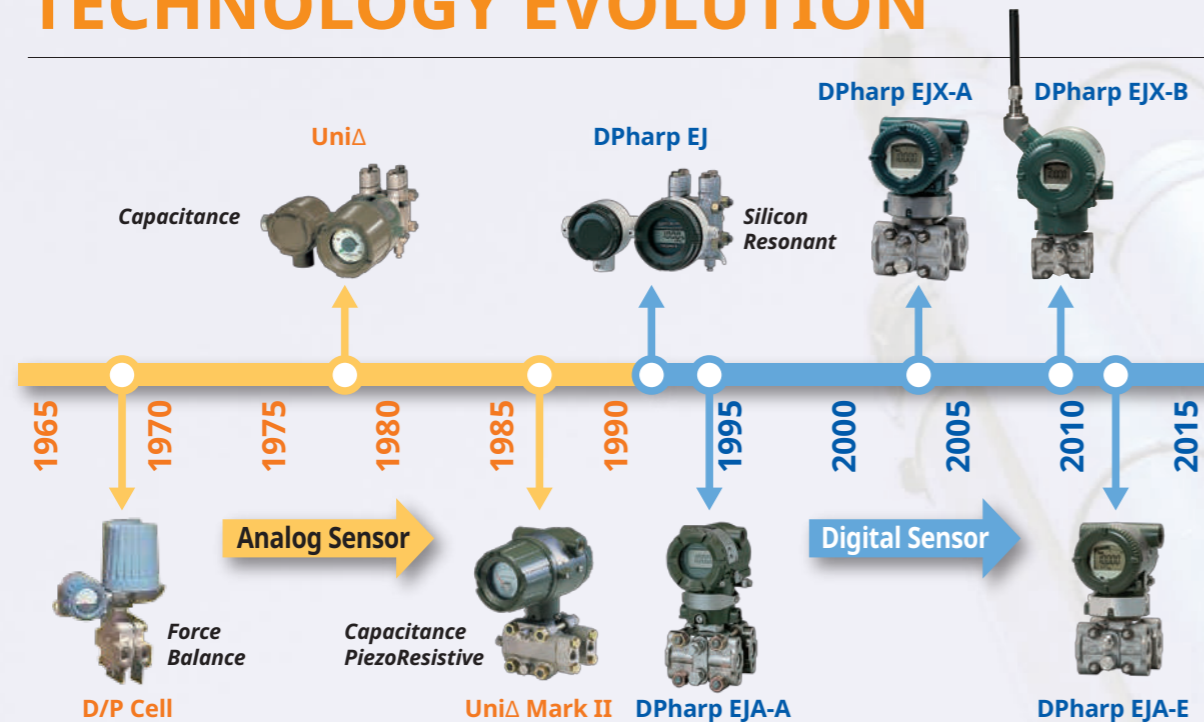 TECHNOLOGY EVOLUTION
DPharp EJX-A
DPharp EJX-B
UniΔ
DPharp EJ
Capacitance
Silicon
Resonant
1965
1970
1975
1980
1985
1990
1995
2000
2005
2010
2015
Analog Sensor
Digital Sensor
Force
Balance
Capacitance
PiezoResistive
D/P Cell
UniΔ Mark II
DPharp EJA-A
DPharp EJA-E